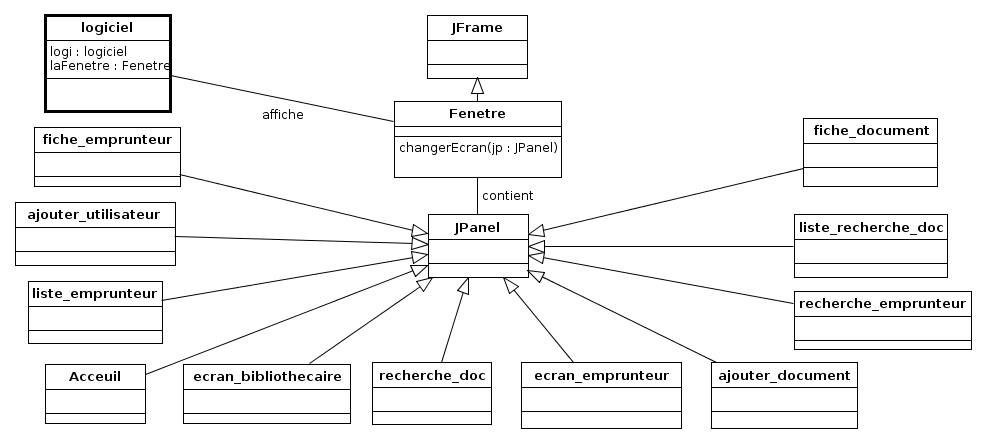 logiciel
logi : logiciel
laFenetre : Fenetre
JFrame
affiche
Fenetre
changerEcran(jp : JPanel)
fiche_emprunteur
fiche_document
contient
ajouter_utilisateur
JPanel
liste_recherche_doc
liste_emprunteur
recherche_emprunteur
Acceuil
ecran_bibliothecaire
recherche_doc
ecran_emprunteur
ajouter_document